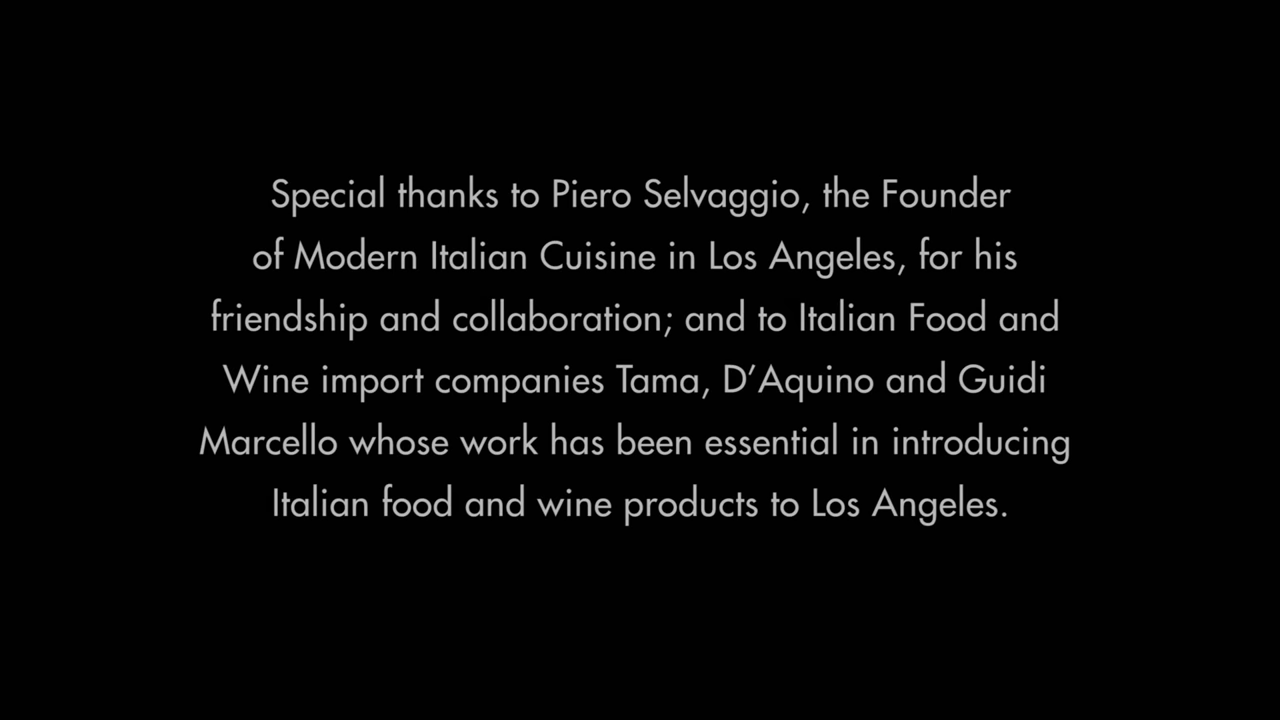 Special thanks to Piero Selvaggio, the Founder
of Modern Italian Cuisine in Los Angeles, for his
friendship and collaboration; and to Italian Food and
Wine import companies Tama, D’Aquino and Guidi
Marcello whose work has been essential in introducing
Italian food and wine products to Los Angeles.